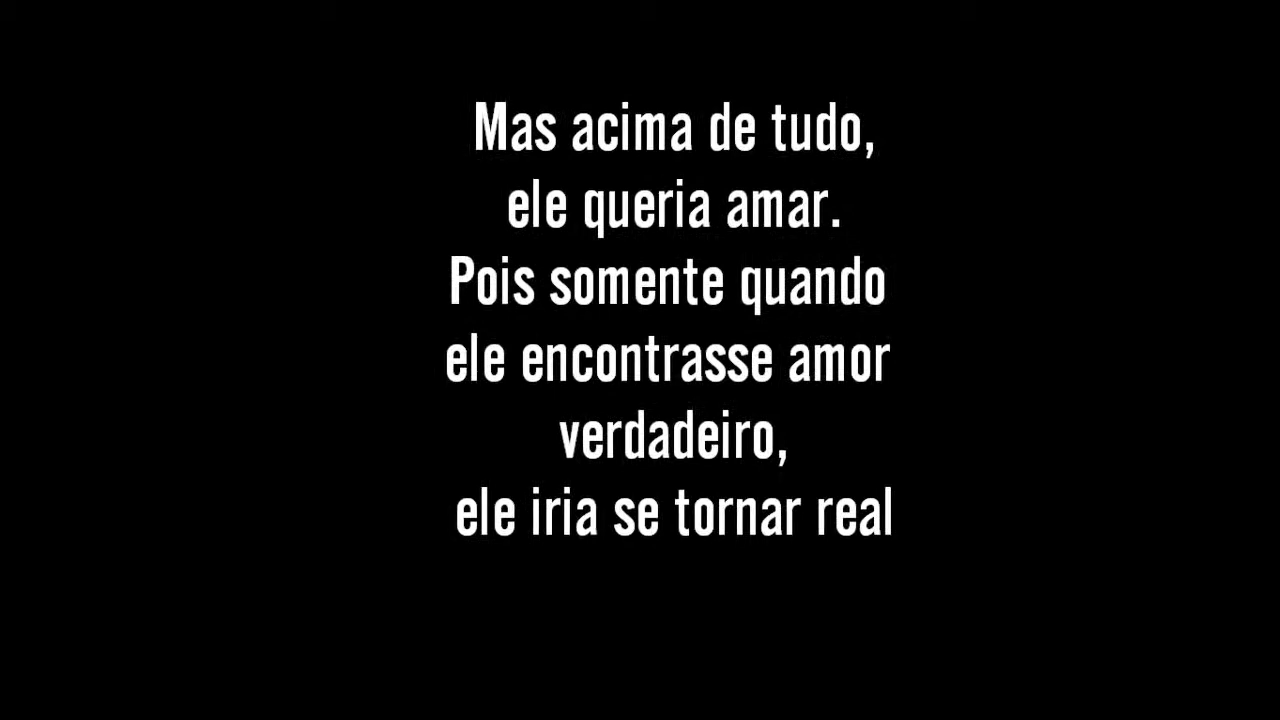 Mas acima de tudo,
ele queria amar.
Pois somente quando
ele encontrasse amor
verdadeiro,
ele iria se tornar real